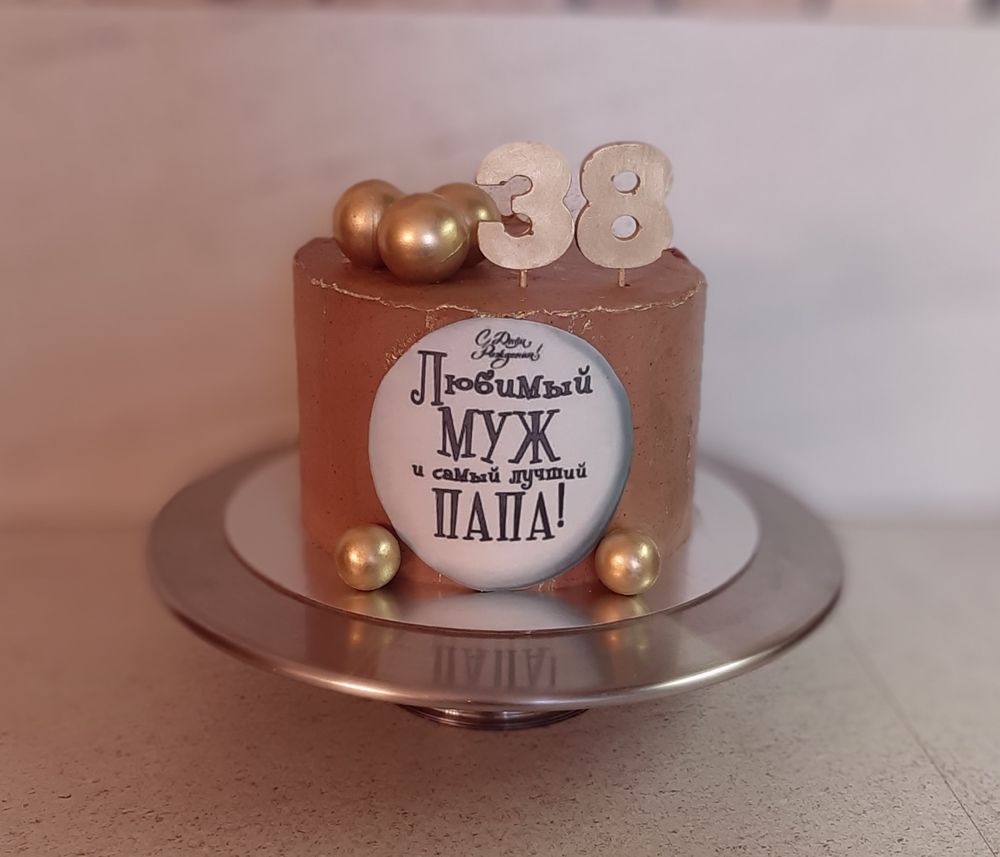 38
С Днём
Рождения!
Любимый
МУЖ
и самый лучший
ПАПА!